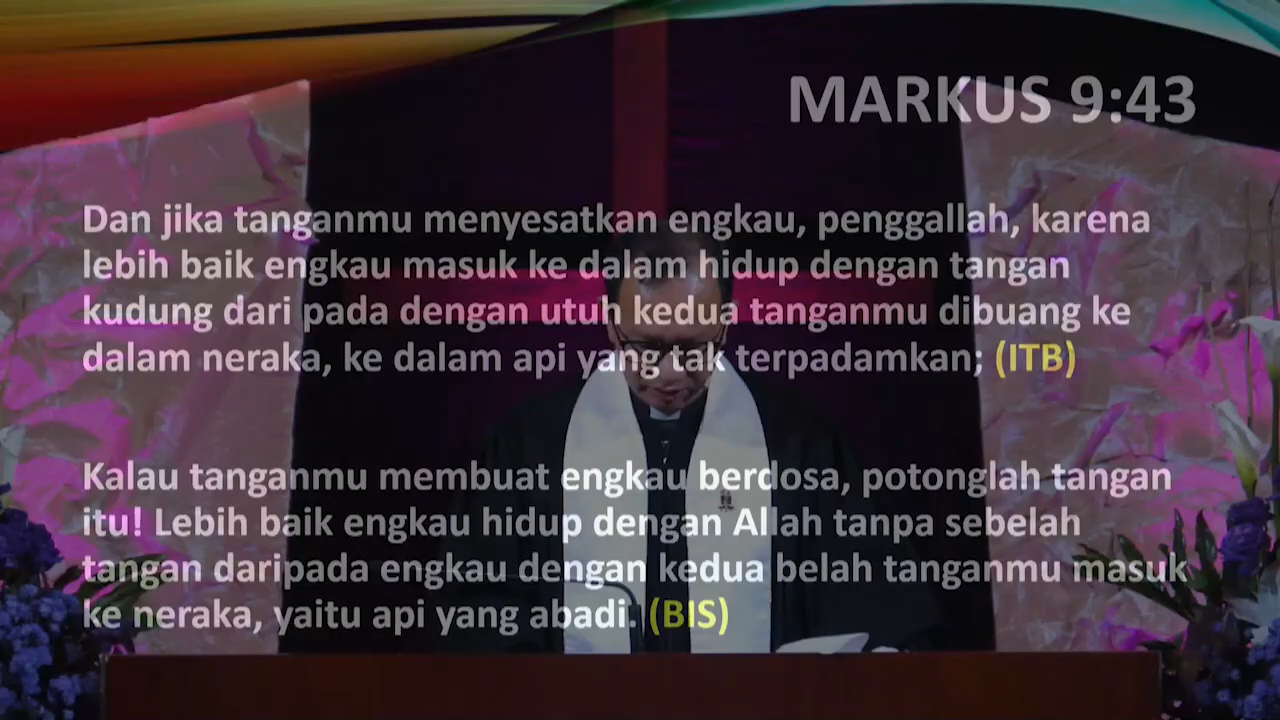 MARKUS 9:43
Dan jika tanganmu menyesatkan engkau, penggallah, karena
lebih baik engkau masuk ke dalam hidup dengan tangan
kudung dari pada dengan utuh kedua tanganmu dibuang ke
dalam neraka, ke dalam api yang tak terpadamkan; (ITB)
Kalau tanganmu membuat engkau berdosa, potonglah tangan
itu! Lebih baik engkau hidup dengan Allah tanpa sebelah
tangan daripada engkau dengan kedua belah tanganmu masuk
ke neraka, yaitu api yang abadi. (BIS)